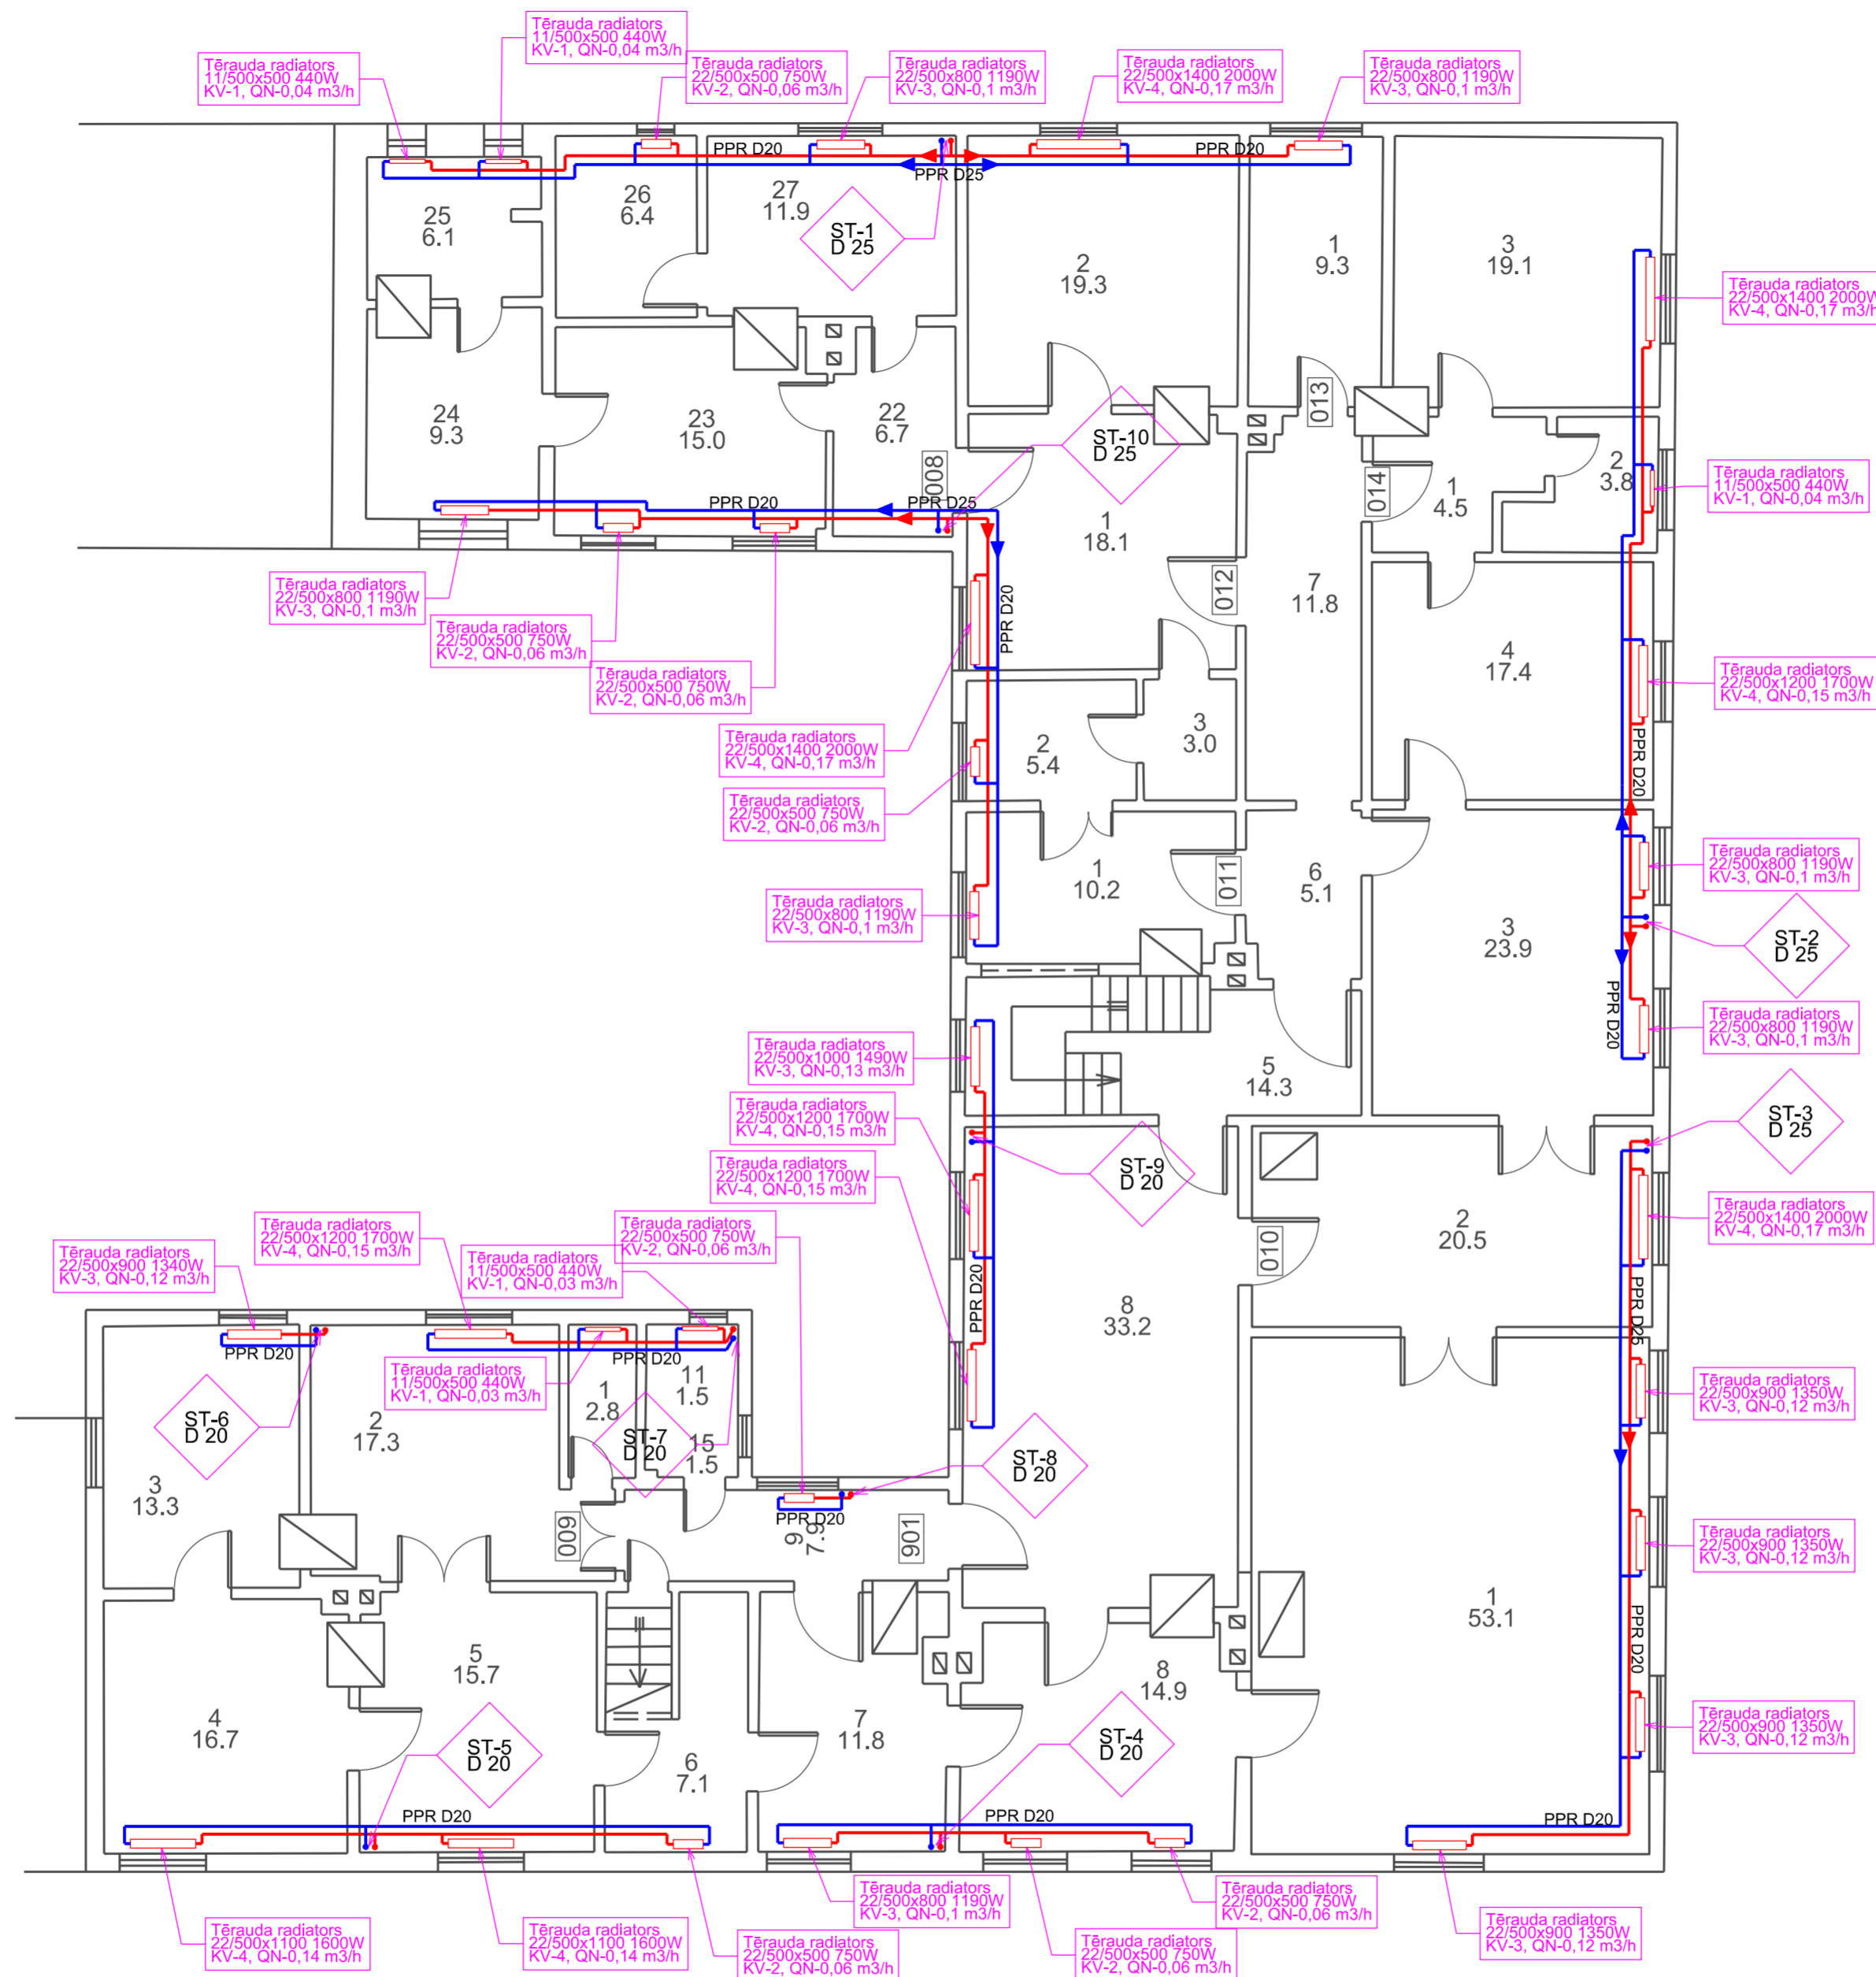 Tērauda radiators
11/500x500 440W
KV-1, QN-0,04 m3/h
Tērauda radiators
11/500x500 440W
KV-1, QN-0,04 m3/h
Tērauda radiators
22/500x500 750W
KV-2, QN-0,06 m3/h
Tērauda radiators
22/500x800 1190W
KV-3, QN-0,1 m3/h
Tērauda radiators
22/500x1400 2000W
KV-4, QN-0,17 m3/h
Tērauda radiators
22/500x800 1190W
KV-3, QN-0,1 m3/h
PPR D20
PPR D25
PPR D20
25
6.1
26
6.4
27
11.9
ST-1
D 25
2
19.3
1
9.3
3
19.1
Tērauda radiators
22/500x1400 2000W
KV-4, QN-0,17 m3/h
24
9.3
23
15.0
22
6.7
008
ST-10
D 25
013
014
1
4.5
2
3.8
Tērauda radiators
11/500x500 440W
KV-1, QN-0,04 m3/h
PPR D20
PPR D25
1
18.1
012
7
11.8
PPR D20
Tērauda radiators
22/500x800 1190W
KV-3, QN-0,1 m3/h
Tērauda radiators
22/500x500 750W
KV-2, QN-0,06 m3/h
Tērauda radiators
22/500x500 750W
KV-2, QN-0,06 m3/h
4
17.4
Tērauda radiators
22/500x1200 1700W
KV-4, QN-0,15 m3/h
PPR D20
Tērauda radiators
22/500x1400 2000W
KV-4, QN-0,17 m3/h
2
5.4
3
3.0
Tērauda radiators
22/500x500 750W
KV-2, QN-0,06 m3/h
1
10.2
011
6
5.1
Tērauda radiators
22/500x800 1190W
KV-3, QN-0,1 m3/h
Tērauda radiators
22/500x800 1190W
KV-3, QN-0,1 m3/h
3
23.9
ST-2
D 25
PPR D20
Tērauda radiators
22/500x800 1190W
KV-3, QN-0,1 m3/h
Tērauda radiators
22/500x1000 1490W
KV-3, QN-0,13 m3/h
5
14.3
Tērauda radiators
22/500x1200 1700W
KV-4, QN-0,15 m3/h
ST-3
D 25
Tērauda radiators
22/500x1200 1700W
KV-4, QN-0,15 m3/h
ST-9
D 20
2
20.5
Tērauda radiators
22/500x1400 2000W
KV-4, QN-0,17 m3/h
010
Tērauda radiators
22/500x900 1340W
KV-3, QN-0,12 m3/h
Tērauda radiators
22/500x1200 1700W
KV-4, QN-0,15 m3/h
Tērauda radiators
11/500x500 440W
KV-1, QN-0,03 m3/h
Tērauda radiators
22/500x500 750W
KV-2, QN-0,06 m3/h
PPR D20
8
33.2
PPR D25
PPR D20
PPR D20
Tērauda radiators
11/500x500 440W
KV-1, QN-0,03 m3/h
1
2.8
11
1.5
Tērauda radiators
22/500x900 1350W
KV-3, QN-0,12 m3/h
ST-6
D 20
2
17.3
ST-7
D 20
15
1.5
ST-8
D 20
3
13.3
PPR D20
9
7.9
009
901
Tērauda radiators
22/500x900 1350W
KV-3, QN-0,12 m3/h
1
53.1
PPR D20
5
15.7
8
14.9
4
16.7
7
11.8
Tērauda radiators
22/500x900 1350W
KV-3, QN-0,12 m3/h
ST-5
D 20
6
7.1
ST-4
D 20
PPR D20
PPR D20
PPR D20
Tērauda radiators
22/500x1100 1600W
KV-4, QN-0,14 m3/h
Tērauda radiators
22/500x1100 1600W
KV-4, QN-0,14 m3/h
Tērauda radiators
22/500x500 750W
KV-2, QN-0,06 m3/h
Tērauda radiators
22/500x800 1190W
KV-3, QN-0,1 m3/h
Tērauda radiators
22/500x500 750W
KV-2, QN-0,06 m3/h
Tērauda radiators
22/500x500 750W
KV-2, QN-0,06 m3/h
Tērauda radiators
22/500x900 1350W
KV-3, QN-0,12 m3/h